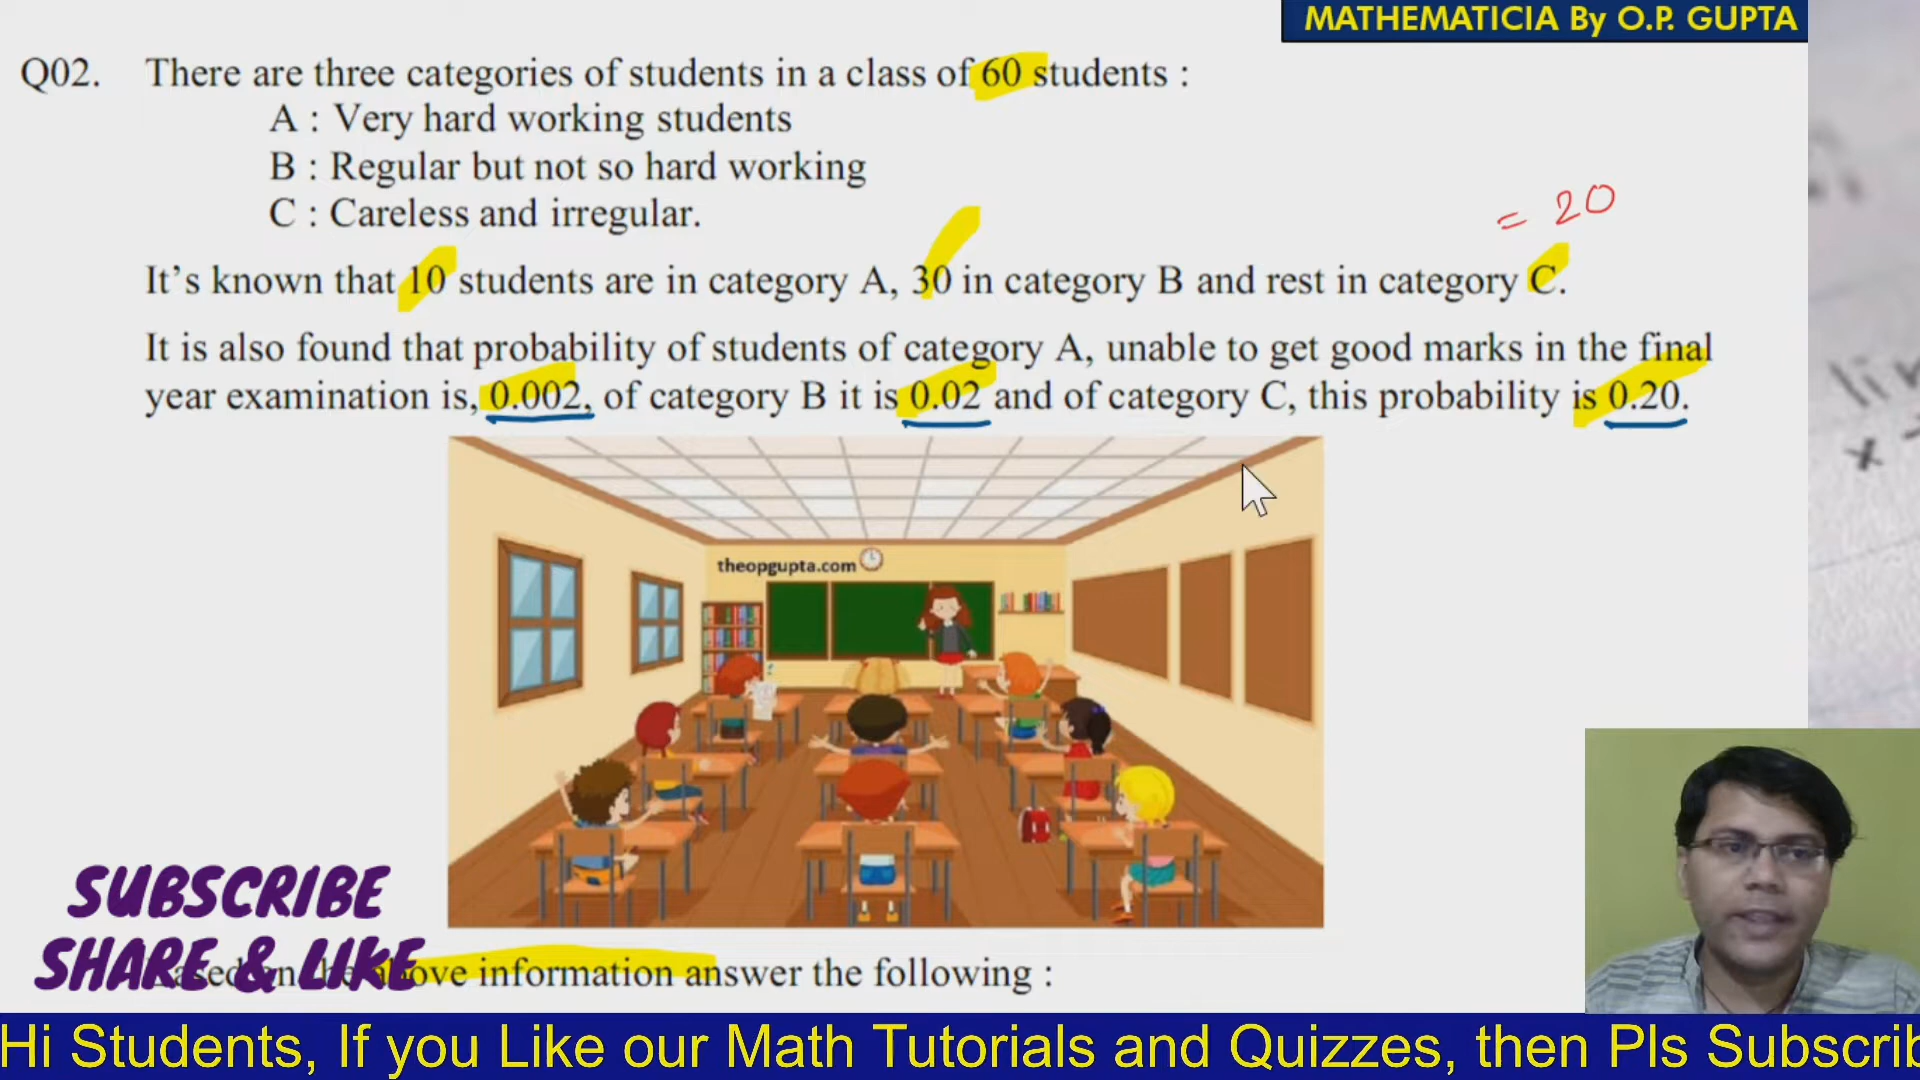 MATHEMATICIA By O.P. GUPTA
Q02. There are three categories of students in a class of 60 students :
A : Very hard working students
B : Regular but not so hard working
C : Careless and irregular.
= 20
It’s known that 10 students are in category A, 30 in category B and rest in category C.
It is also found that probability of students of category A, unable to get good marks in the final
year examination is, 0.002, of category B it is 0.02 and of category C, this probability is 0.20.
theopgupta.com
SUBSCRIBE
SHARE & LIKE
above information answer the following :
Hi Students, If you Like our Math Tutorials and Quizzes, then Pls Subscrib